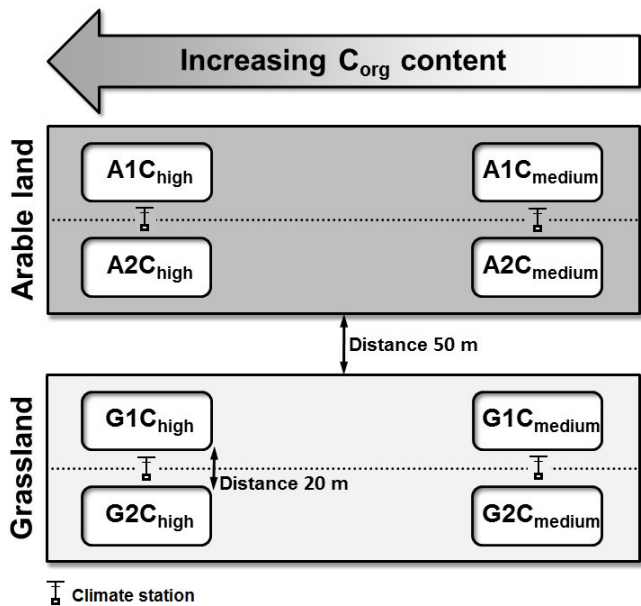 Increasing Corg content
Arable land
A1Chigh
A1Cmedium
A2Chigh
A2Cmedium
Distance 50 m
Grassland
G1Chigh
G1Cmedium
Distance 20 m
G2Chigh
G2Cmedium
Climate station